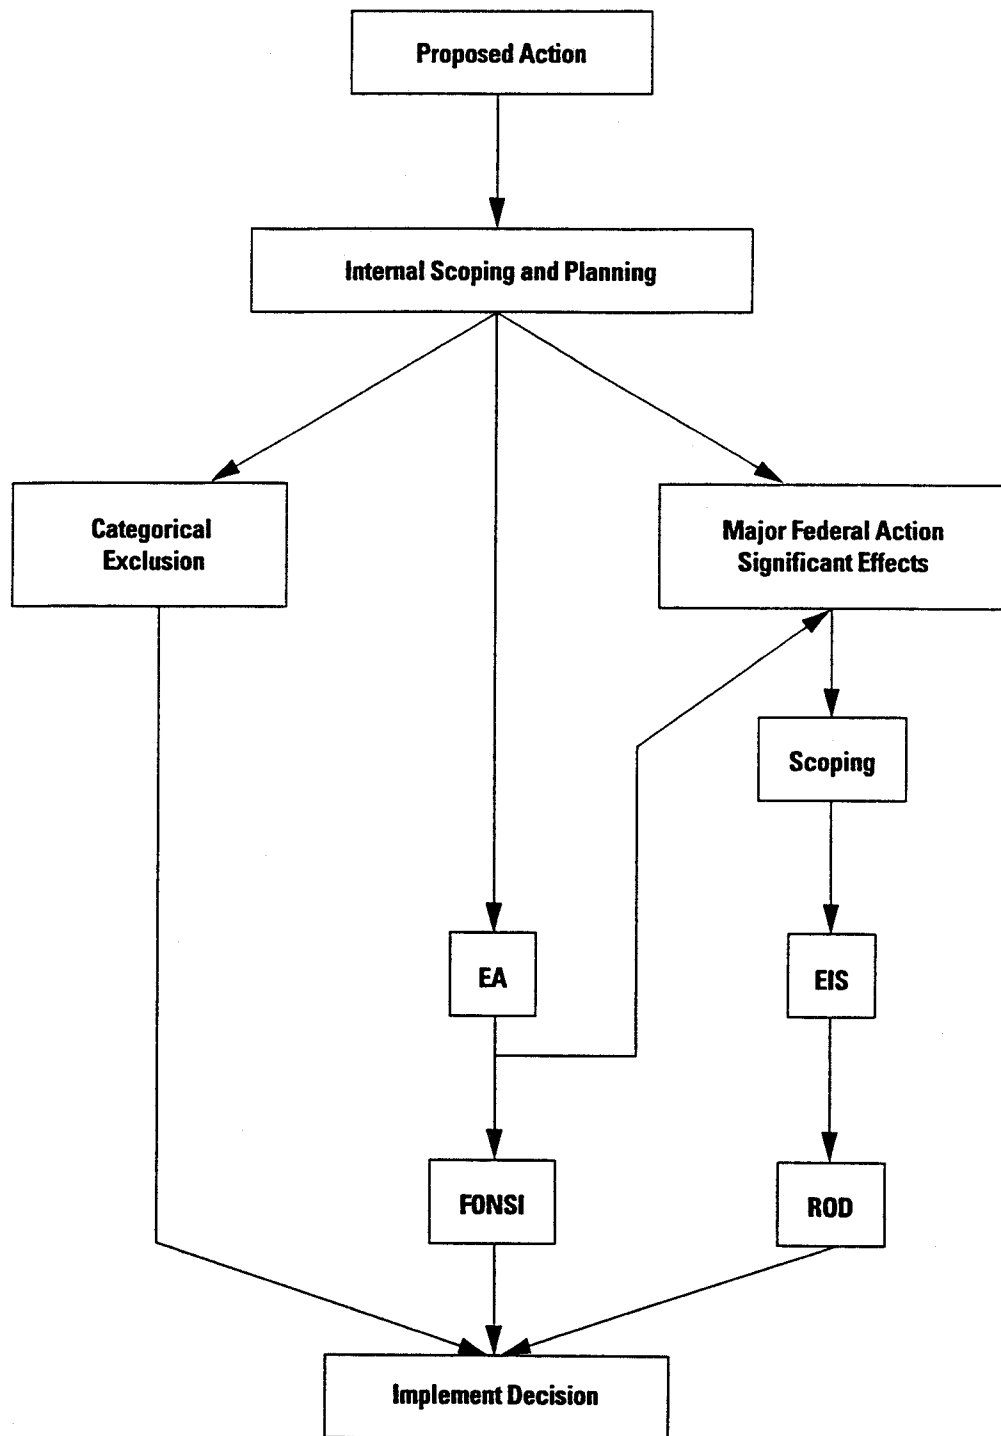 Proposed Action
Internal Scoping and Planning
Categorical
Exclusion
Major Federal Action
Significant Effects
Scoping
EA
EIS
FONSI
ROD
Implement Decision